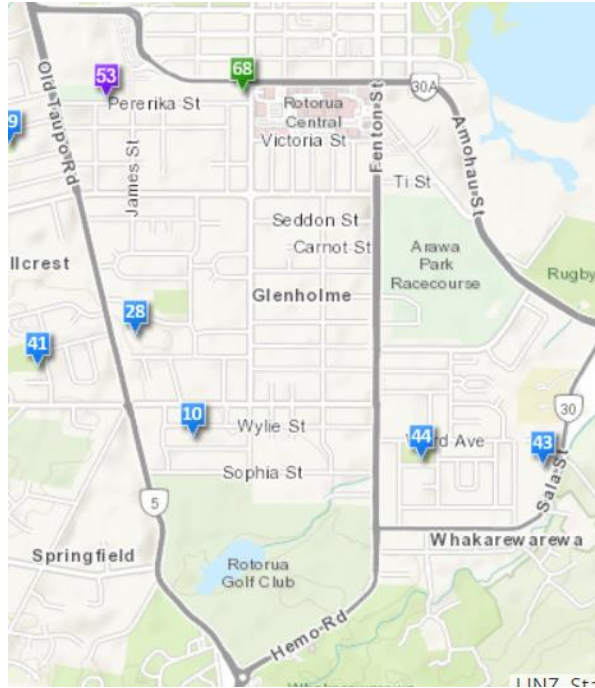 53
68
30A
Old Taupo Rd
Pererika St
Rotorua
Central
Fenton St
9
Victoria St
Amohau St
James St
Ti St
Seddon St
Carnot St
Arawa
Park
Racecourse
llcrest
Rugby
Glenholme
28
41
10
30
Wylie St
44
rd Ave
43
Sala St
Sophia St
5
Whakarewarewa
Springfield
Rotorua
Golf Club
Hemo Rd
LINZ, Sta